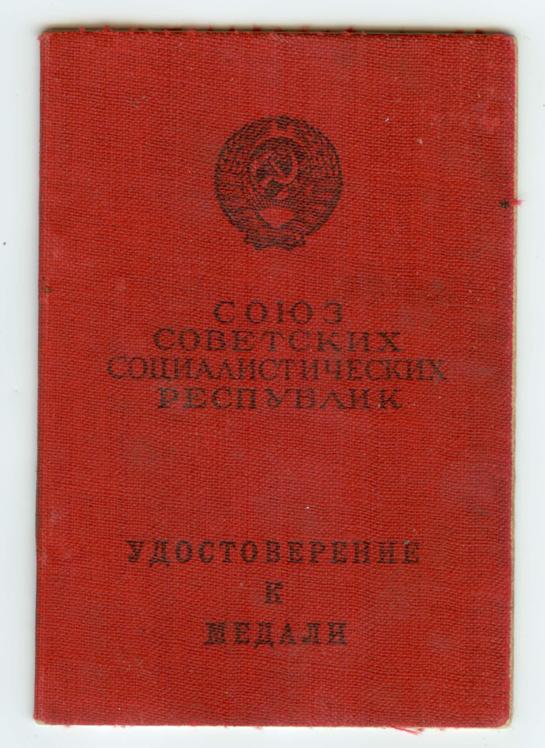 СОЮЗ
СОВЕТСКИХ
СОЦИАЛИСТИЧЕСКИХ
РЕСПУБЛИК
УДОСТОВЕРЕНИЕ
К
МЕДАЛИ